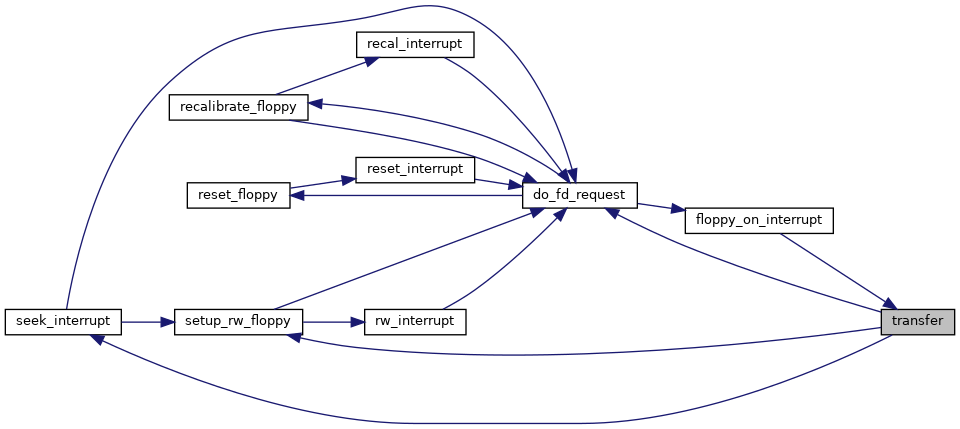 recal_interrupt
recalibrate_floppy
reset_interrupt
reset_floppy
do_fd_request
floppy_on_interrupt
seek_interrupt
setup_rw_floppy
rw_interrupt
transfer